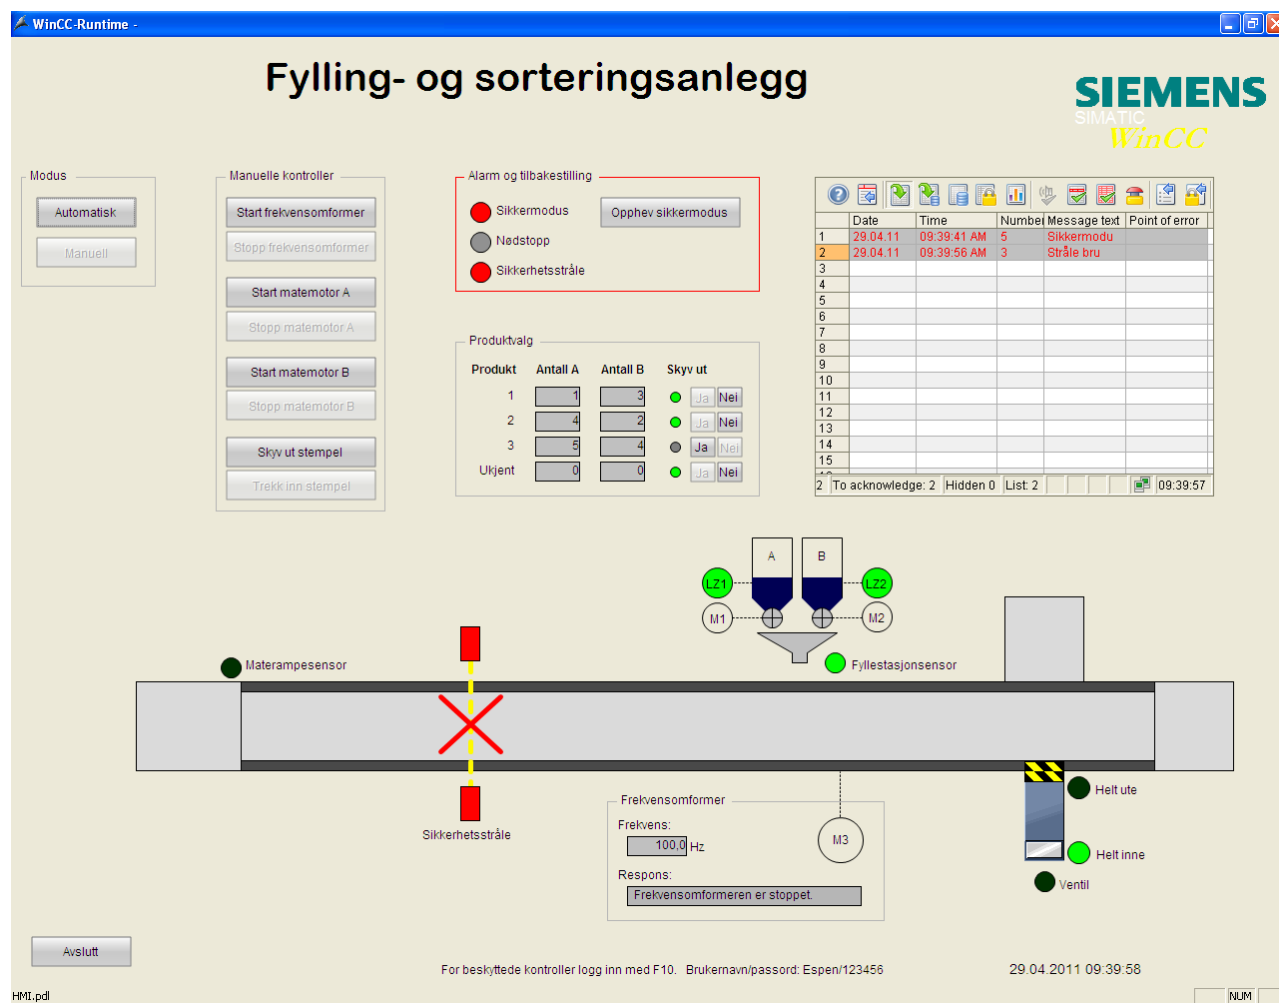 WinCC-Runtime -
Fylling- og sorteringsanlegg
SIEMENS
SIMATIC
WinCC
Modus
Automatisk
Manuell
Manuelle kontroller
Start frekvensomformer
Stopp frekvensomformer
Start matemotor A
Stopp matemotor A
Start matemotor B
Stopp matemotor B
Skyv ut stempel
Trekk inn stempel
Alarm og tilbakestilling
Sikkermodus
Opphev sikkermodus
Nødstopp
Sikkerhetsstråle
Produktvalg
Produkt Antall A Antall B Skyv ut
1 1 3 Ja Nei
2 4 2 Ja Nei
3 5 4 Ja Nei
Ukjent 0 0 Ja Nei
Date Time Number Message text Point of error
1 29.04.11 09:39:41 AM 5 Sikkermodu
2 29.04.11 09:39:56 AM 3 Stråle bru
3
4
5
6
7
8
9
10
11
12
13
14
15
2 To acknowledge: 2 Hidden 0 List: 2 09:39:57
A B
LZ1 LZ2
M1 M2
Materampesensor
Fyllestasjonsensor
Sikkerhetsstråle
Frekvensomformer
Frekvens:
100,0 Hz
M3
Respons:
Frekvensomformeren er stoppet.
Helt ute
Helt inne
Ventil
Avslutt
For beskyttede kontroller logg inn med F10. Brukernavn/passord: Espen/123456
29.04.2011 09:39:58
HMI.pdl
NUM